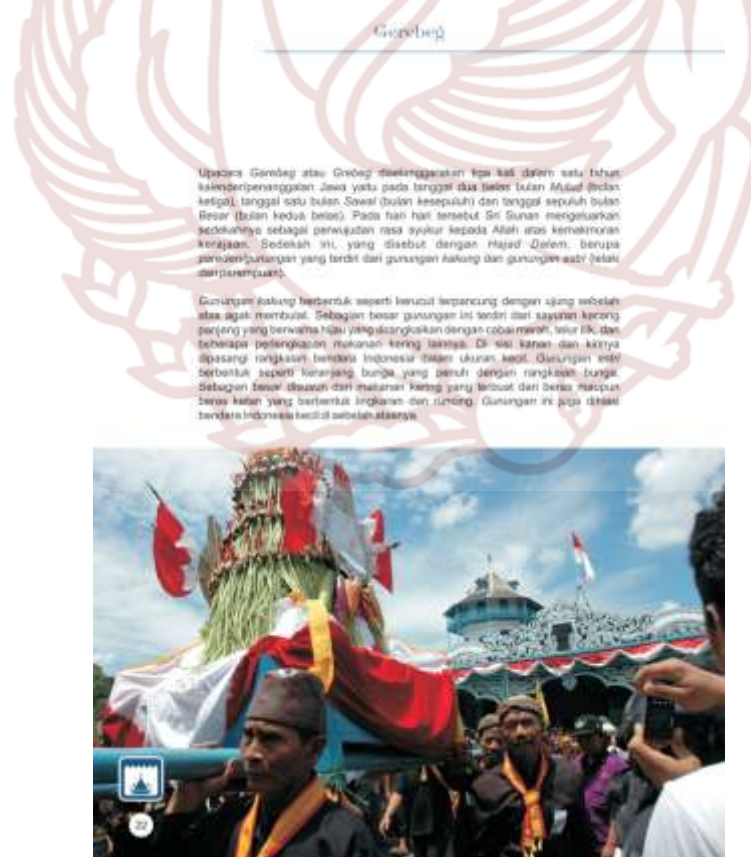 Gerebeg
Upacara Gerebeg atau Grebeg diselenggarakan tiga kali dalam satu tahun
kalender/penanggalan Jawa yaitu pada tanggal dua belas bulan Mulud (bulan
ketiga), tanggal satu bulan Sawal (bulan kesepuluh) dan tanggal sepuluh bulan
Besar (bulan kedua belas). Pada hari hari tersebut Sri Sunan mengeluarkan
sedekahnya sebagai perwujudan rasa syukur kepada Allah atas kemakmuran
kerajaan. Sedekah ini, yang disebut dengan Hajad Dalem, berupa
pareden/gunungan yang terdiri dari gunungan kakung dan gunungan estri (lelaki
dan perempuan).
Gunungan kakung berbentuk seperti kerucut terpancung dengan ujung sebelah
atas agak membulat. Sebagian besar gunungan ini terdiri dari sayuran kacang
panjang yang berwarna hijau yang dirangkaikan dengan cabai merah, telur itik, dan
beberapa perlengkapan makanan kering lainnya. Di sisi kanan dan kirinya
dipasangi rangkaian bendera Indonesia dalam ukuran kecil. Gunungan estri
berbentuk seperti keranjang bunga yang penuh dengan rangkaian bunga.
Sebagian besar disusun dari makanan kering yang terbuat dari beras maupun
beras ketan yang berbentuk lingkaran dan runcing. Gunungan ini juga dihiasi
bendera Indonesia kecil di sebelah atasnya.
22